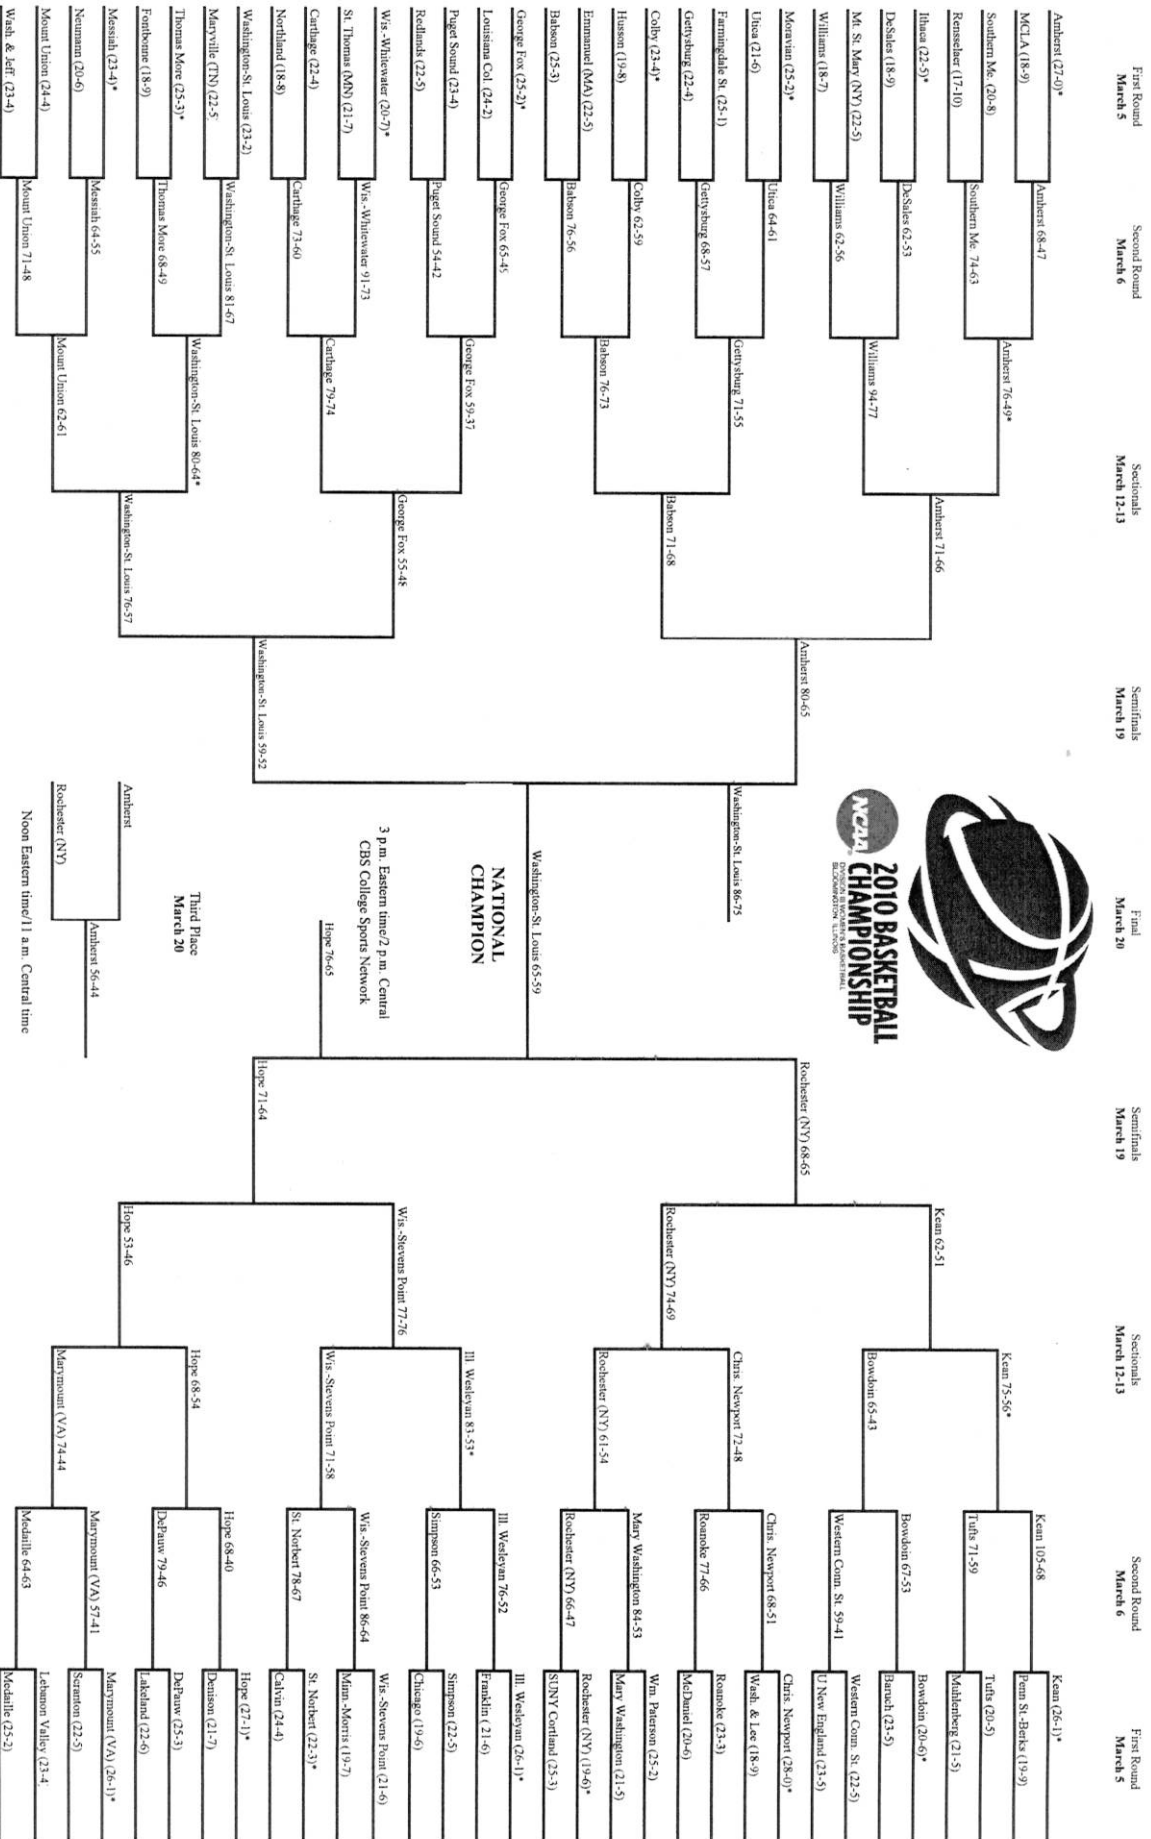 First Round
March 5
Second Round
March 6
Sectionals
March 12-13
Semifinals
March 19
Final
March 20
Semifinals
March 19
Sectionals
March 12-13
Second Round
March 6
First Round
March 5
Amherst (27-0)*
MCLA (18-9)
Southern Me. (20-8)
Rensselaer (17-10)
Ithaca (22-5)*
DeSales (18-9)
Mt. St. Mary (NY) (22-5)
Williams (18-7)
Moravian (25-2)*
Utica (21-6)
Farmingdale St. (25-1)
Gettysburg (22-4)
Colby (23-4)*
Husson (19-8)
Emmanuel (MA) (22-5)
Babson (25-3)
George Fox (25-2)*
Louisiana Col. (24-2)
Puget Sound (23-4)
Redlands (22-5)
Wis.-Whitewater (20-7)*
St. Thomas (MN) (21-7)
Carthage (22-4)
Northland (18-8)
Washington-St. Louis (23-2)
Maryville (TN) (22-5
Thomas More (25-3)*
Fontbonne (18-9)
Messiah (23-4)*
Neumann (20-6)
Mount Union (24-4)
Wash. & Jeff. (23-4)
Amherst 68-47
Southern Me 74-63
DeSales 62-53
Williams 62-56
Utica 64-61
Gettysburg 68-57
Colby 62-59
Babson 76-56
George Fox 65-45
Puget Sound 54-42
Wis.-Whitewater 91-73
Carthage 73-60
Washington-St. Louis 81-67
Thomas More 68-49
Messiah 64-55
Mount Union 71-48
Amherst 76-49*
Williams 94-77
Gettysburg 71-55
Babson 76-73
George Fox 59-37
Carthage 79-74
Washington-St. Louis 80-64*
Mount Union 62-61
Amherst 71-66
Babson 71-68
George Fox 55-48
Washington-St. Louis 76-57
Amherst 80-65
Washington-St. Louis 59-52
NCAA
2010 BASKETBALL
CHAMPIONSHIP
DIVISION III WOMEN'S BASKETBALL
BLOOMINGTON, ILLINOIS
Washington-St. Louis 86-75
Washington-St. Louis 65-59
NATIONAL
CHAMPION
3 p.m. Eastern time/2 p.m. Central
CBS College Sports Network
Hope 76-65
Third Place
March 20
Amherst
Rochester (NY)
Amherst 56-44
Noon Eastern time/11 a.m. Central time
Rochester (NY) 68-65
Hope 71-64
Kean 62-51
Rochester (NY) 74-69
Wis.-Stevens Point 77-76
Hope 53-46
Kean 75-56*
Bowdoin 65-43
Chris. Newport 72-48
Rochester (NY) 61-54
Ill. Wesleyan 83-53*
Wis.-Stevens Point 71-58
Hope 68-54
Marymount (VA) 74-44
Kean 105-68
Tufts 71-59
Bowdoin 67-53
Western Conn. St. 59-41
Chris. Newport 68-51
Roanoke 77-66
Mary Washington 84-53
Rochester (NY) 66-47
Ill. Wesleyan 76-52
Simpson 66-53
Wis.-Stevens Point 86-64
St. Norbert 78-67
Hope 68-40
DePauw 79-46
Marymount (VA) 57-41
Medaille 64-63
Kean (26-1)*
Penn St.-Berks (19-9)
Tufts (20-5)
Muhlenberg (21-5)
Bowdoin (20-6)*
Baruch (23-5)
Western Conn. St. (22-5)
U New England (23-5)
Chris. Newport (28-0)*
Wash. & Lee (18-9)
Roanoke (23-3)
McDaniel (20-6)
Wm. Paterson (25-2)
Mary Washington (21-5)
Rochester (NY) (19-6)*
SUNY Cortland (25-3)
Ill. Wesleyan (26-1)*
Franklin (21-6)
Simpson (22-5)
Chicago (19-6)
Wis.-Stevens Point (21-6)
Minn.-Morris (19-7)
St. Norbert (22-3)*
Calvin (24-4)
Hope (27-1)*
Denison (21-7)
DePauw (25-3)
Lakeland (22-6)
Marymount (VA) (26-1)*
Scranton (22-5)
Lebanon Valley (23-4
Medaille (25-2)